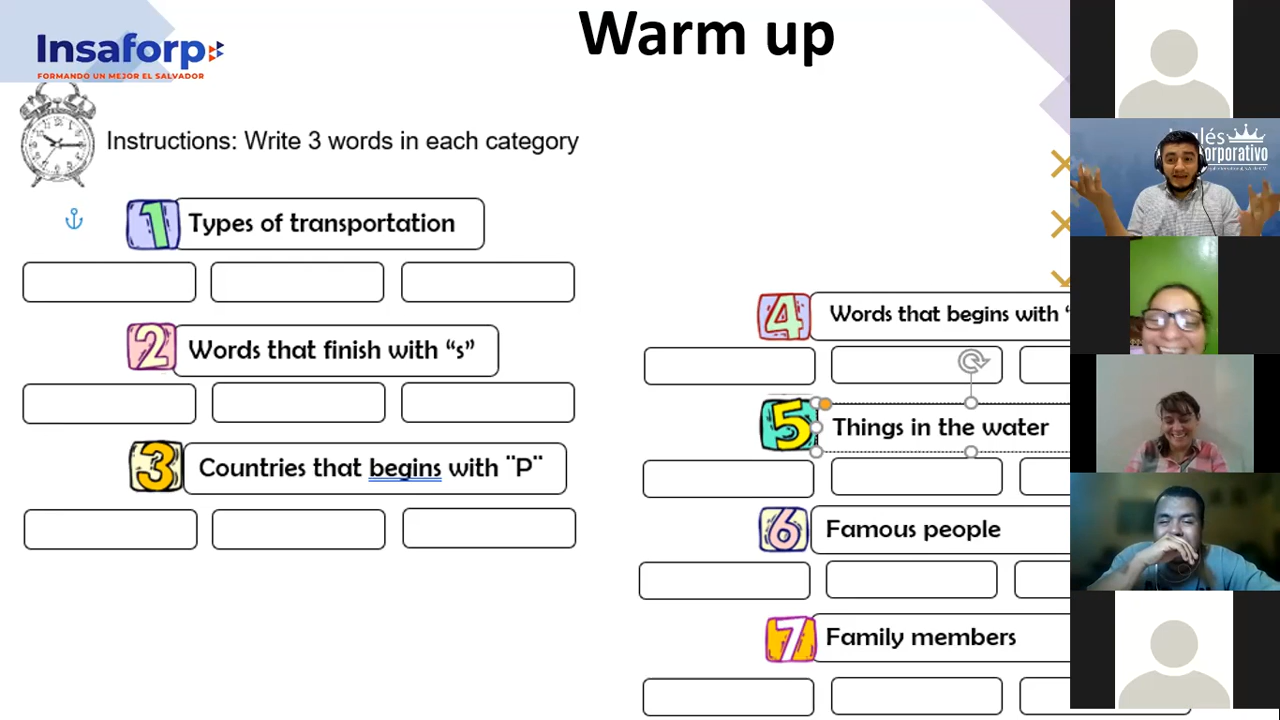 Warm up
Insaforp
FORMANDO UN MEJOR EL SALVADOR
Instructions: Write 3 words in each category
1 Types of transportation
2 Words that finish with “s”
3 Countries that begins with ¨P¨
4 Words that begins with “
5 Things in the water
6 Famous people
7 Family members
Inglés
Corporativo